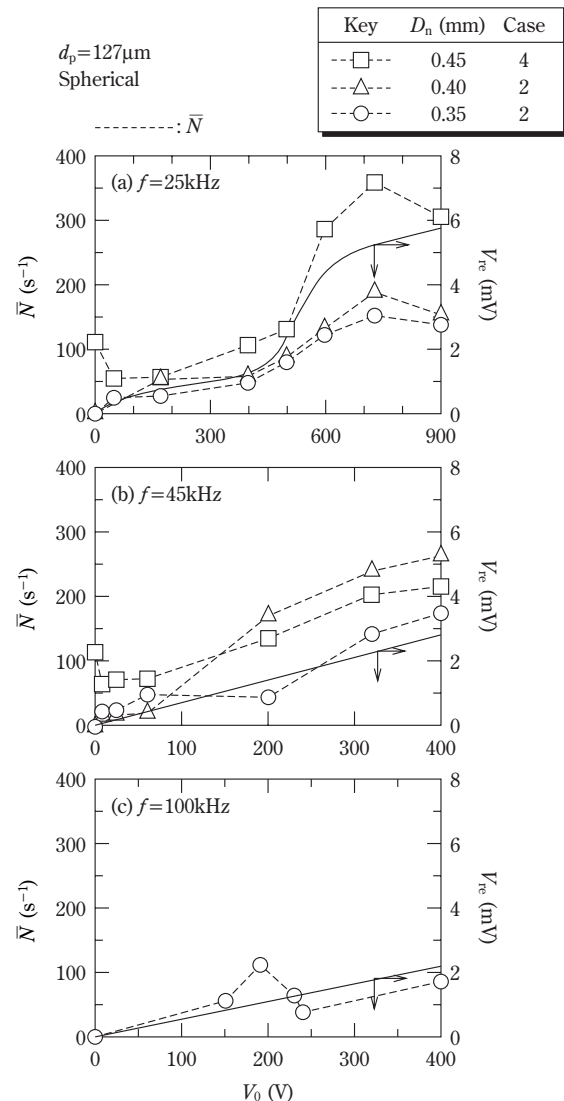 d_p=127μm
Spherical
--------: N̅
Key D_n (mm) Case
0.45 4
0.40 2
0.35 2
(a) f=25kHz
400
300
200
100
0
N̅ (s⁻¹)
8
6
4
2
0
V_re (mV)
0 300 600 900
(b) f=45kHz
400
300
200
100
0
N̅ (s⁻¹)
8
6
4
2
0
V_re (mV)
0 100 200 300 400
(c) f=100kHz
400
300
200
100
0
N̅ (s⁻¹)
8
6
4
2
0
V_re (mV)
0 100 200 300 400
V_0 (V)